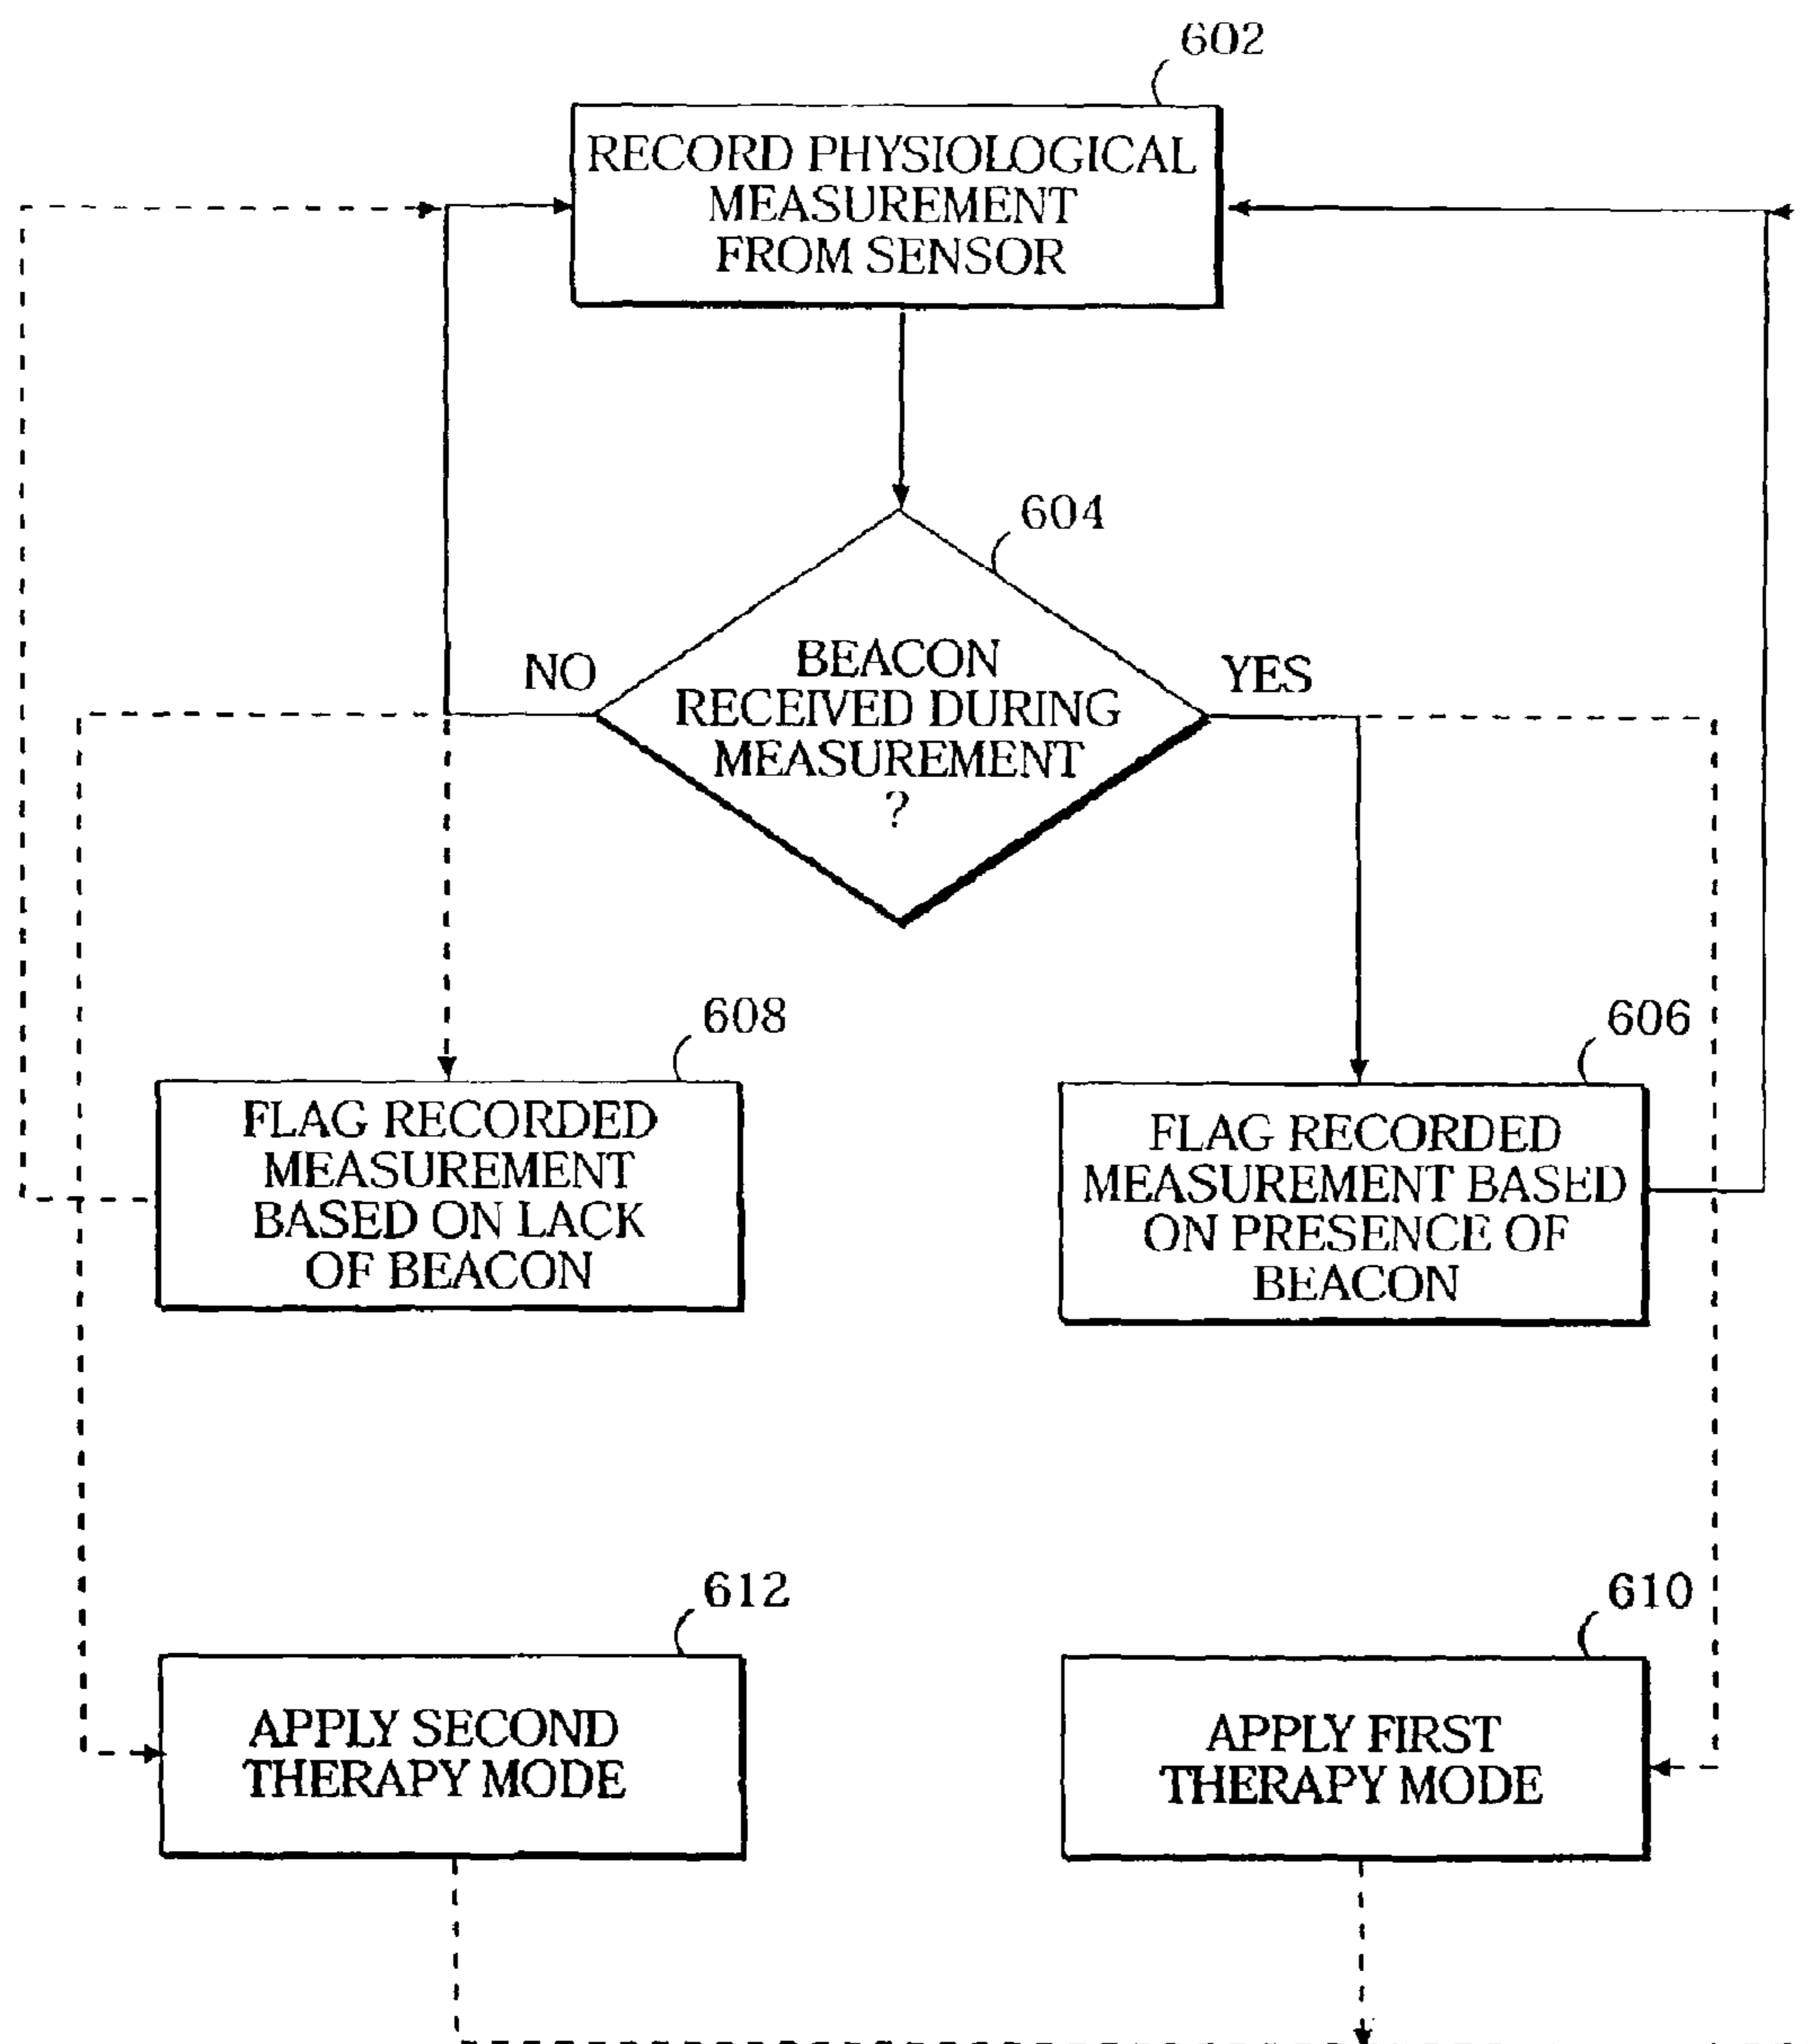 602
RECORD PHYSIOLOGICAL
MEASUREMENT
FROM SENSOR
604
BEACON
RECEIVED DURING
MEASUREMENT
?
NO
YES
608
FLAG RECORDED
MEASUREMENT
BASED ON LACK
OF BEACON
606
FLAG RECORDED
MEASUREMENT BASED
ON PRESENCE OF
BEACON
612
APPLY SECOND
THERAPY MODE
610
APPLY FIRST
THERAPY MODE